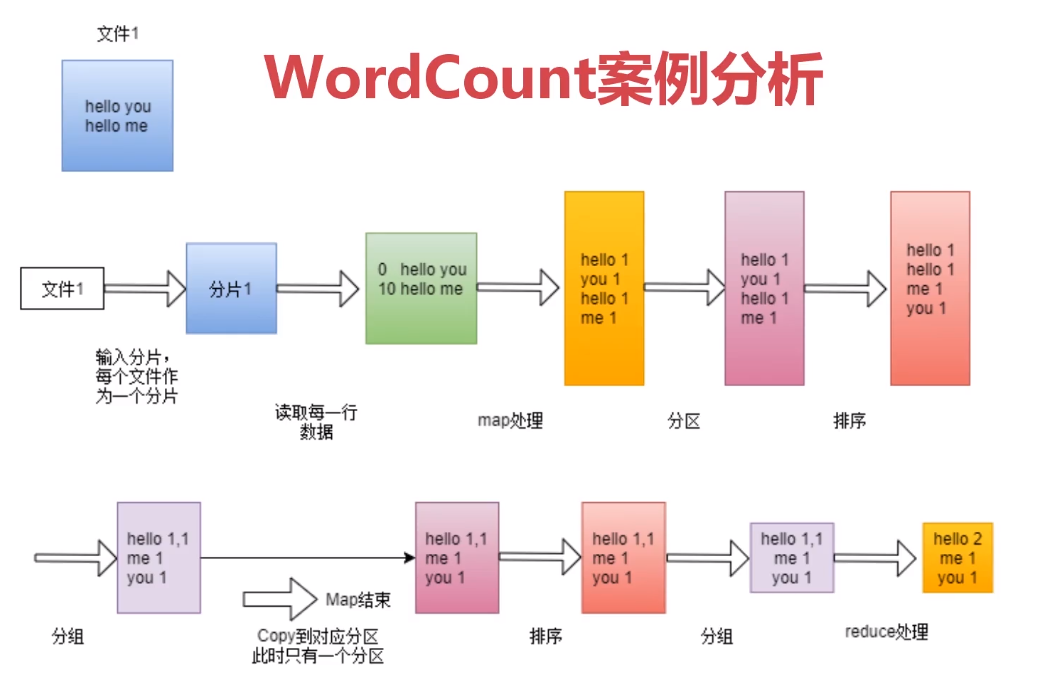 文件1
WordCount案例分析
hello you
hello me
文件1
分片1
0 hello you
10 hello me
hello 1
you 1
hello 1
me 1
hello 1
you 1
hello 1
me 1
hello 1
hello 1
me 1
you 1
输入分片，
每个文件作
为一个分片
读取每一行
数据
map处理
分区
排序
hello 1,1
me 1
you 1
hello 1,1
me 1
you 1
hello 1,1
me 1
you 1
hello 1,1
me 1
you 1
hello 2
me 1
you 1
Map结束
分组
Copy到对应分区
此时只有一个分区
排序
分组
reduce处理